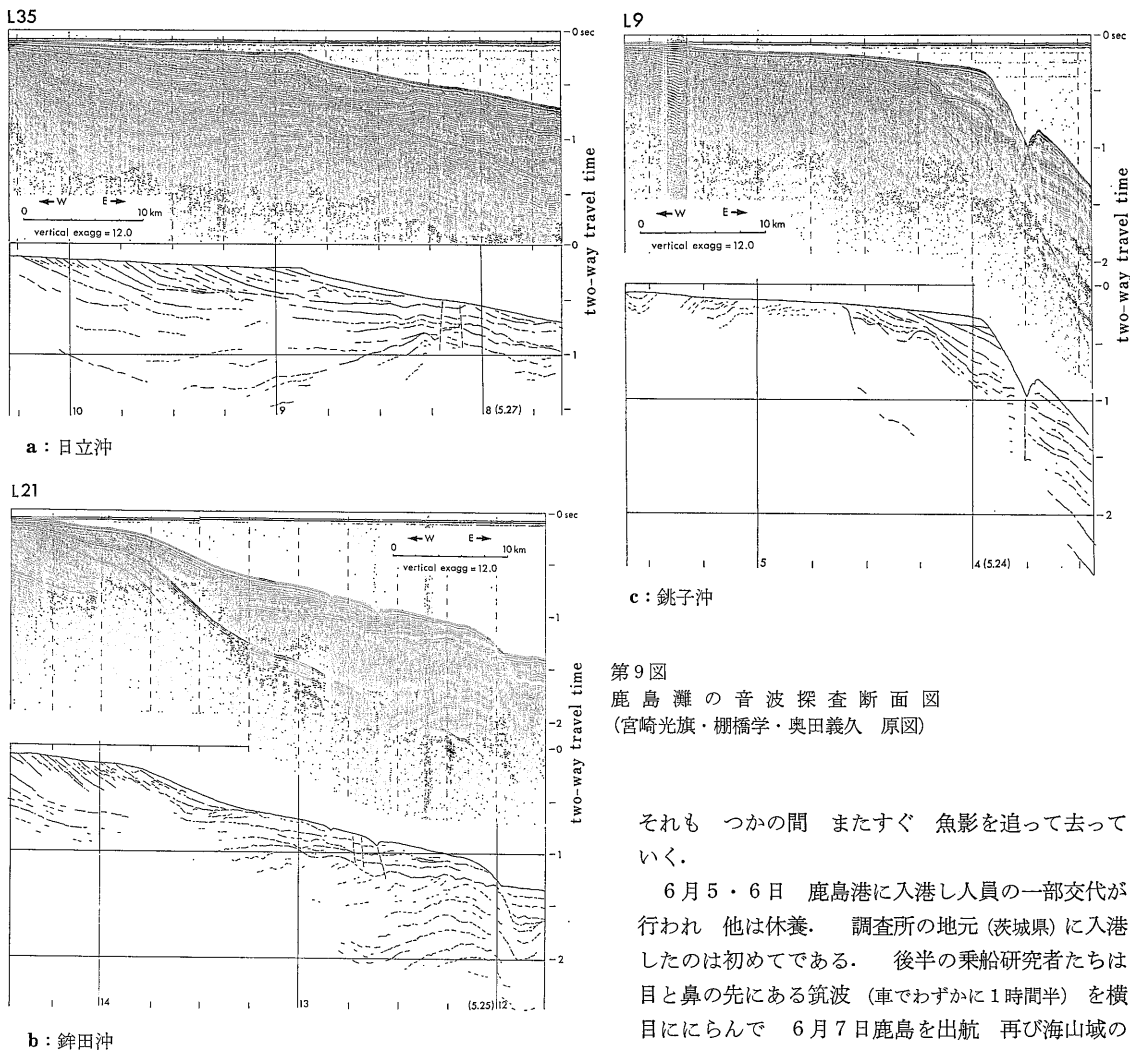 L35
0 sec
1
two-way travel time
←W E→
0 10 km
vertical exagg = 12.0
0
1
10
9
8 (5.27)
a：日立沖
L21
0 sec
←W E→
0 10 km
vertical exagg = 12.0
1
2
0
two-way travel time
1
2
14
13
(5.25) 12
b：鉾田沖
L9
0 sec
1
two-way travel time
←W E→
0 10 km
vertical exagg = 12.0
2
0
1
2
5
4 (5.24)
c：銚子沖
第9図
鹿島灘の音波探査断面図
(宮崎光旗・棚橋学・奥田義久 原図)
それも つかの間 またすぐ 魚影を追って去って
いく．
6月5・6日 鹿島港に入港し人員の一部交代が
行われ 他は休養． 調査所の地元 (茨城県) に入港
したのは初めてである． 後半の乗船研究者たちは
目と鼻の先にある筑波 (車でわずかに1時間半) を横
目ににらんで 6月7日鹿島を出航 再び海山域の